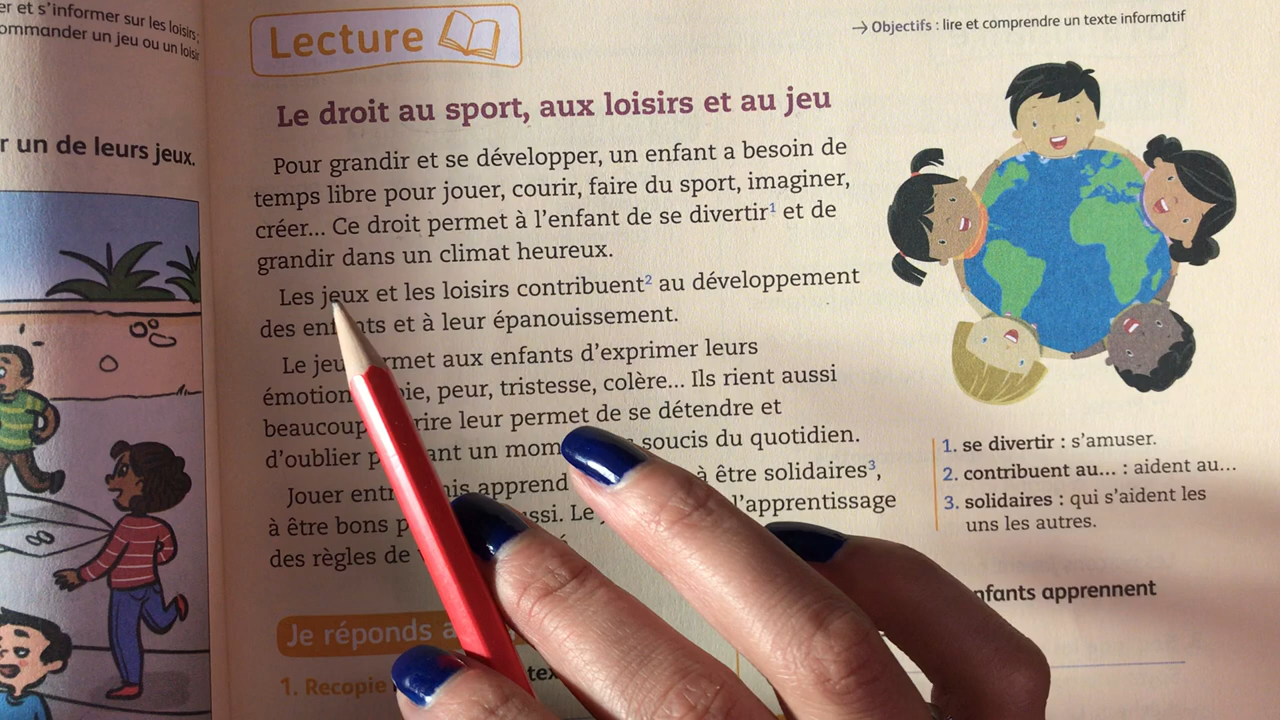 er et s'informer sur les loisirs;
ommander un jeu ou un loisir
r un de leurs jeux.
Lecture
→ Objectifs : lire et comprendre un texte informatif
Le droit au sport, aux loisirs et au jeu
Pour grandir et se développer, un enfant a besoin de
temps libre pour jouer, courir, faire du sport, imaginer,
créer... Ce droit permet à l'enfant de se divertir¹ et de
grandir dans un climat heureux.
Les jeux et les loisirs contribuent² au développement
des enfants et à leur épanouissement.
Le jeu rmet aux enfants d'exprimer leurs
émotion ie, peur, tristesse, colère... Ils rient aussi
beaucoup rire leur permet de se détendre et
d'oublier p ant un mom soucis du quotidien.
Jouer entr is apprend à être solidaires³,
à être bons p ssi. Le l'apprentissage
des règles de
1. se divertir : s'amuser.
2. contribuent au... : aident au...
3. solidaires : qui s'aident les
uns les autres.
nfants apprennent
Je réponds a
1. Recopie tex